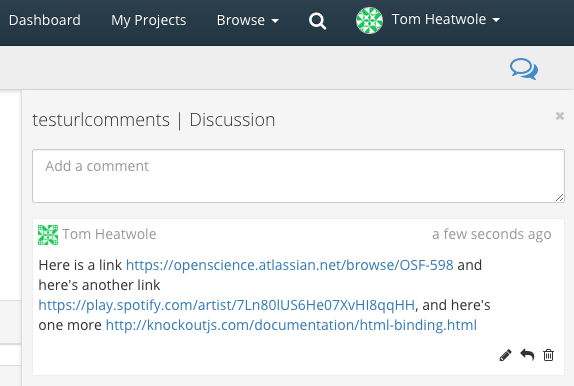 Dashboard My Projects Browse Tom Heatwole
testurlcomments | Discussion
×
Add a comment
Tom Heatwole a few seconds ago
Here is a link https://openscience.atlassian.net/browse/OSF-598 and
here's another link
https://play.spotify.com/artist/7Ln80lUS6He07XvHI8qqHH, and here's
one more http://knockoutjs.com/documentation/html-binding.html